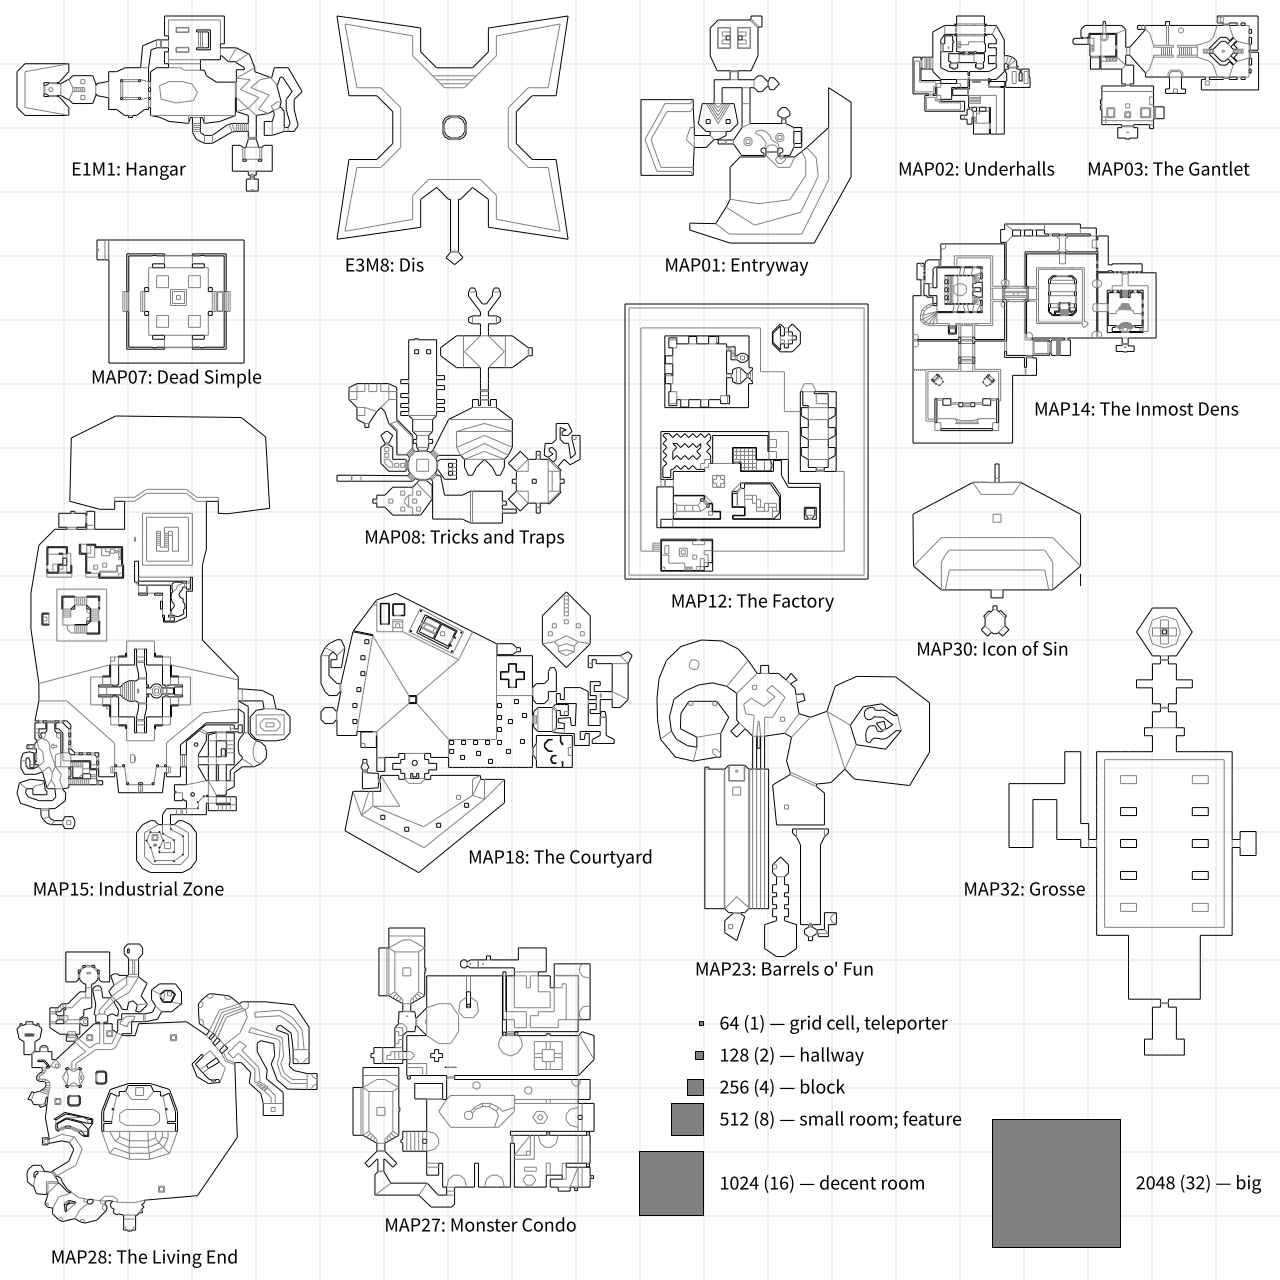 E1M1: Hangar
E3M8: Dis
MAP01: Entryway
MAP02: Underhalls
MAP03: The Gantlet
MAP07: Dead Simple
MAP08: Tricks and Traps
MAP12: The Factory
MAP14: The Inmost Dens
MAP30: Icon of Sin
MAP15: Industrial Zone
MAP18: The Courtyard
MAP32: Grosse
MAP23: Barrels o' Fun
MAP28: The Living End
MAP27: Monster Condo
64 (1) — grid cell, teleporter
128 (2) — hallway
256 (4) — block
512 (8) — small room; feature
1024 (16) — decent room
2048 (32) — big